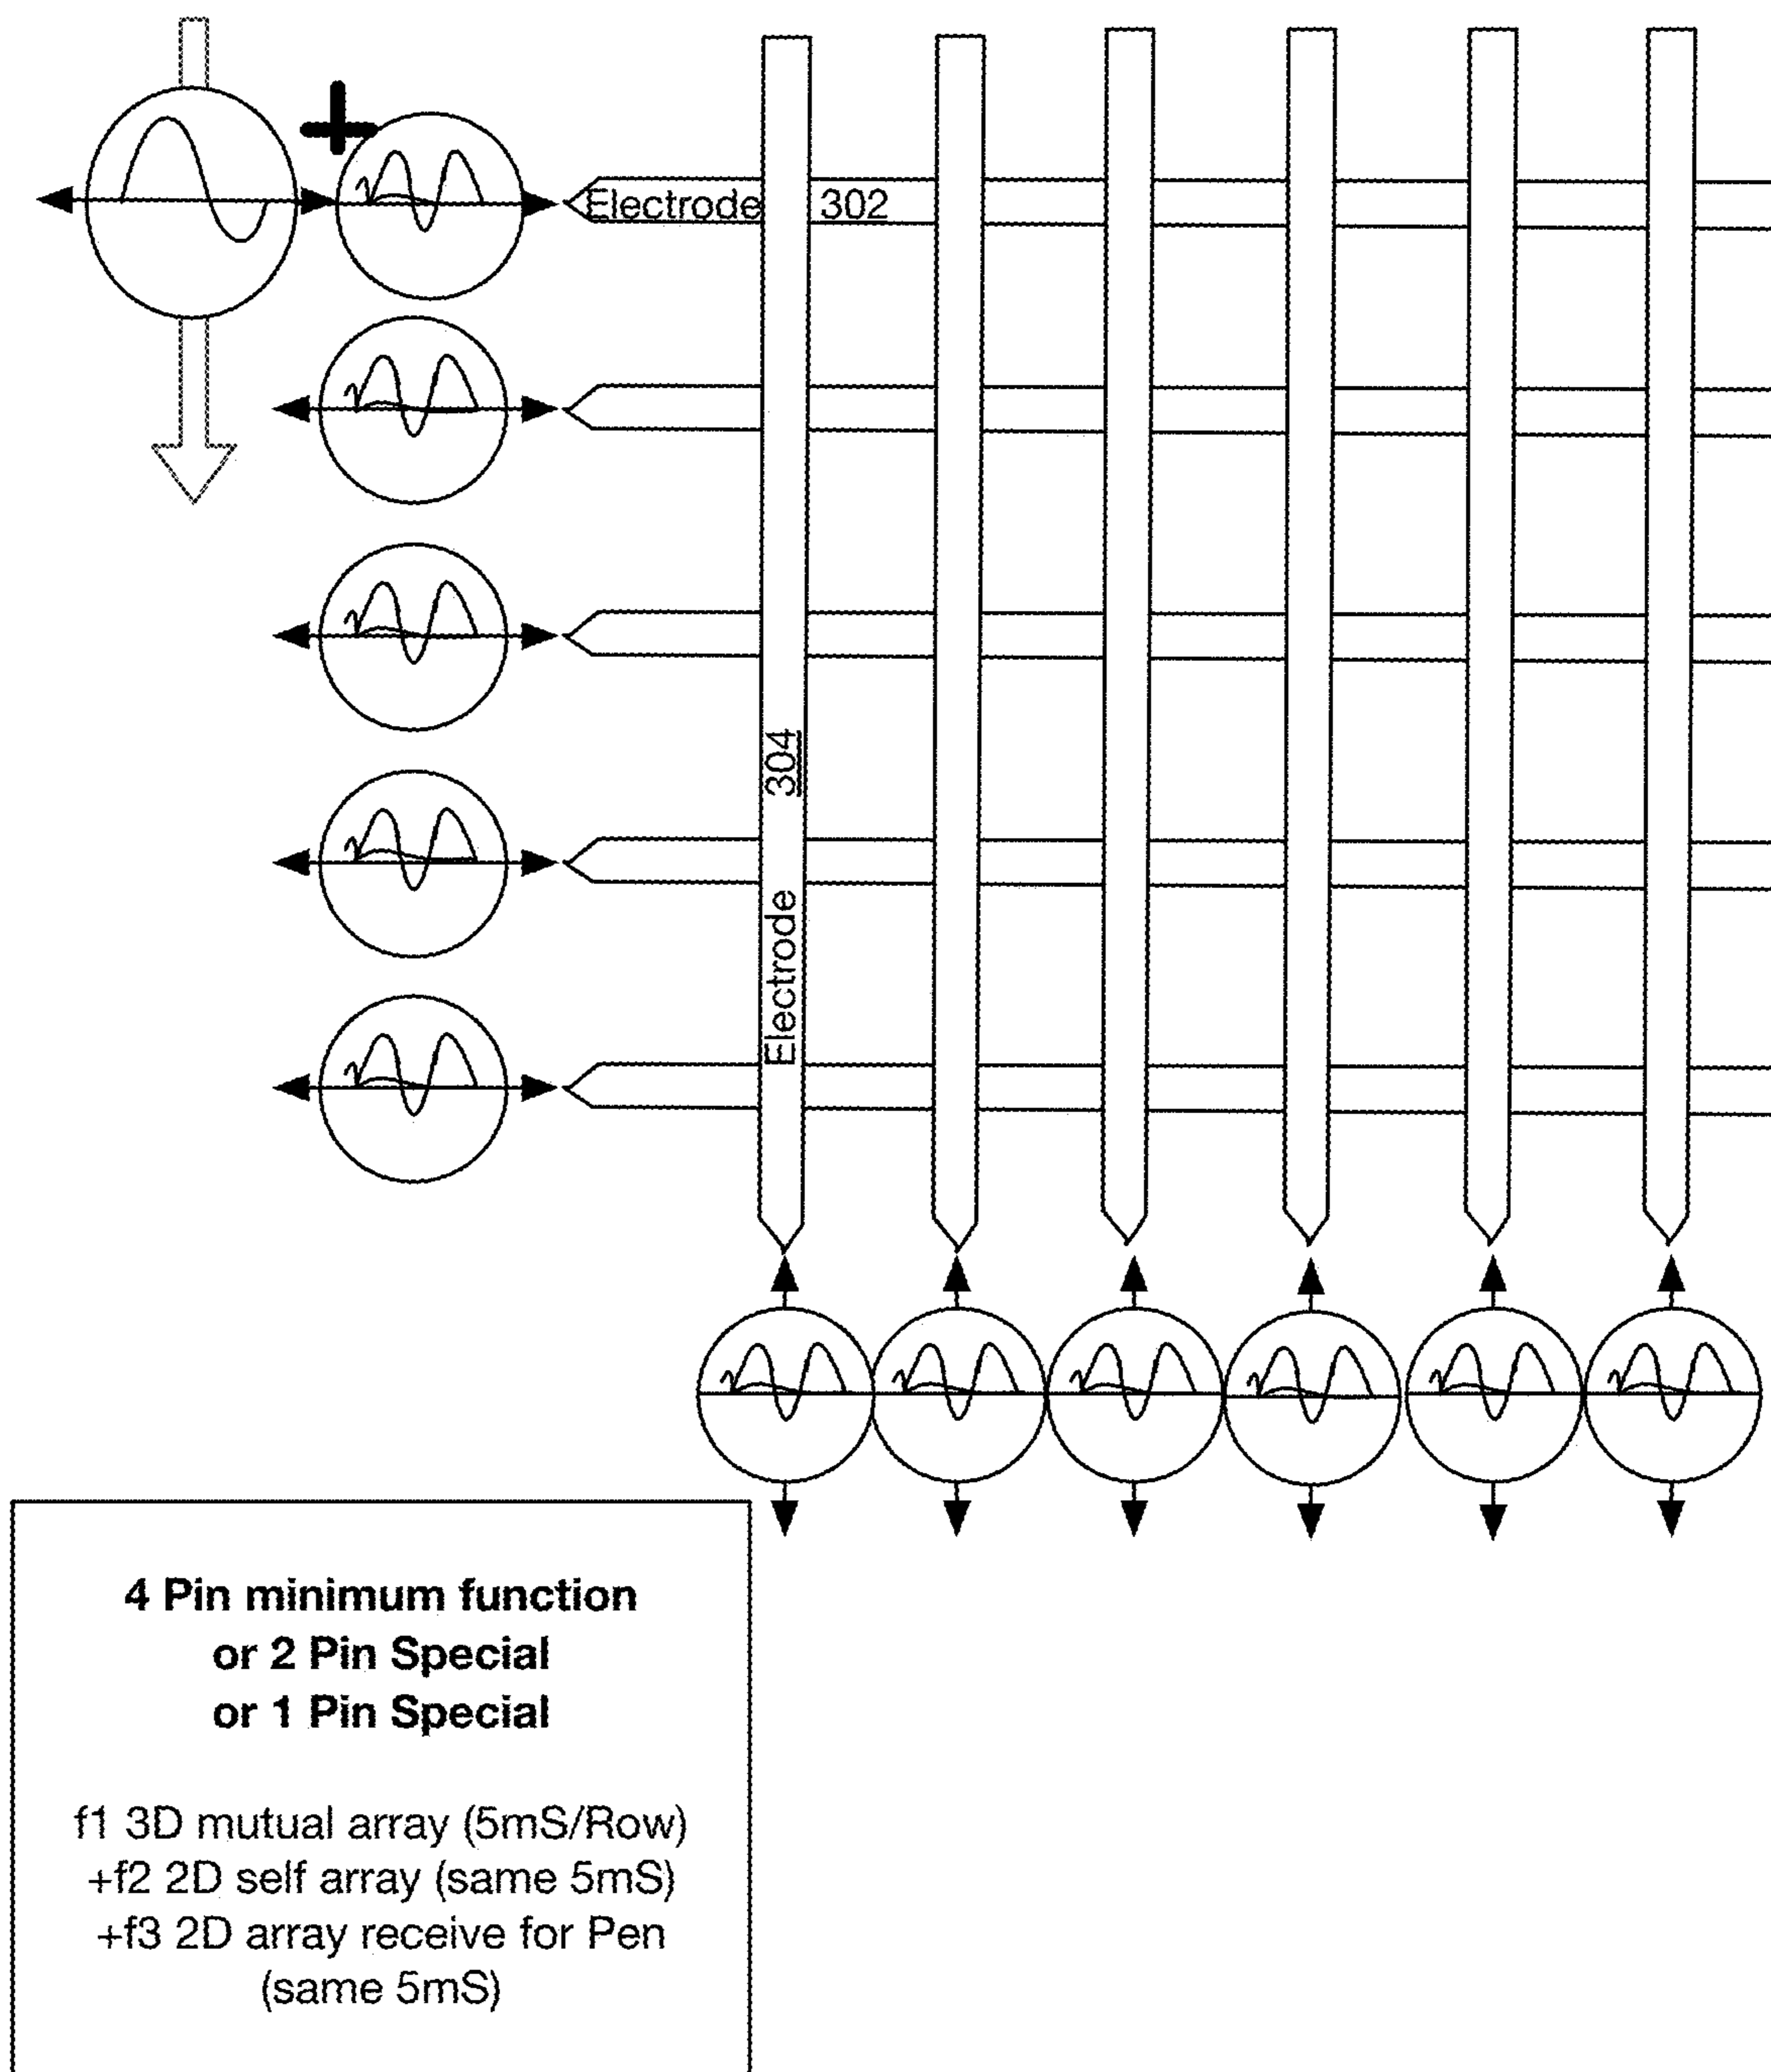 Electrode 302
304
Electrode
4 Pin minimum function
or 2 Pin Special
or 1 Pin Special
f1 3D mutual array (5mS/Row)
+f2 2D self array (same 5mS)
+f3 2D array receive for Pen
(same 5mS)